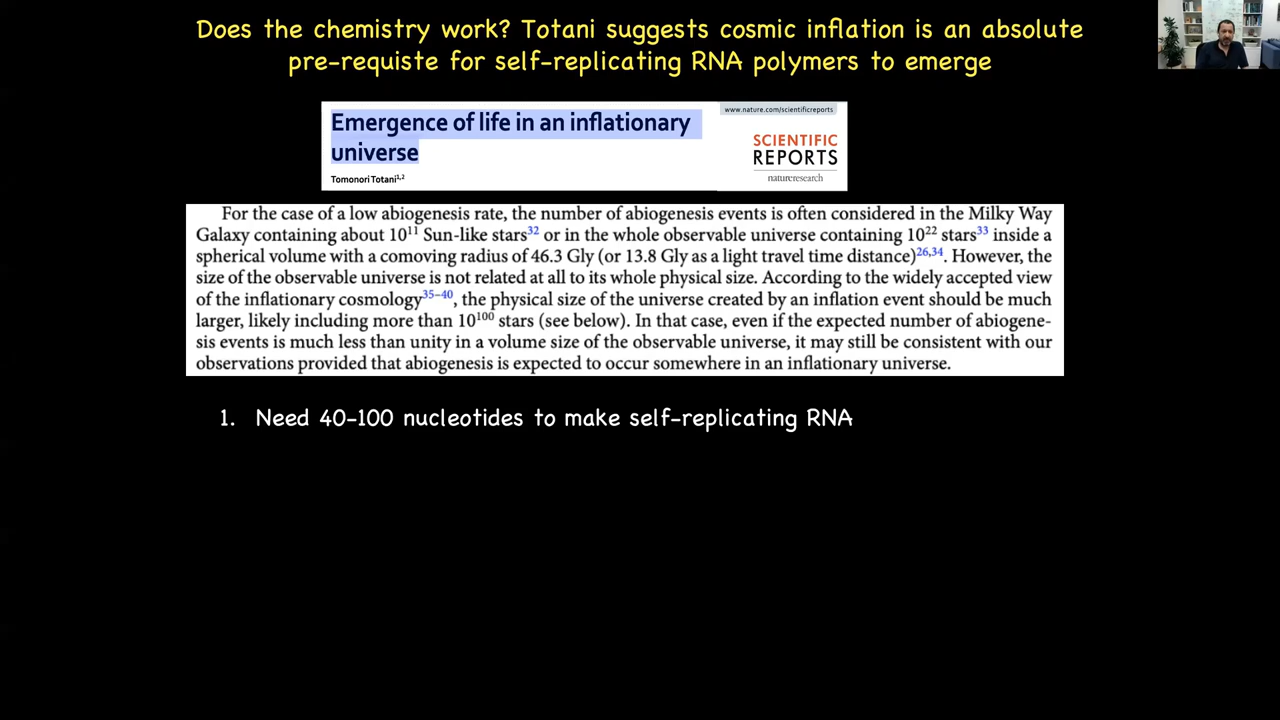 Does the chemistry work? Totani suggests cosmic inflation is an absolute
pre-requiste for self-replicating RNA polymers to emerge
Emergence of life in an inflationary
universe
Tomonori Totani1,2
www.nature.com/scientificreports
SCIENTIFIC
REPORTS
natureresearch
For the case of a low abiogenesis rate, the number of abiogenesis events is often considered in the Milky Way
Galaxy containing about 10¹¹ Sun-like stars³² or in the whole observable universe containing 10²² stars³³ inside a
spherical volume with a comoving radius of 46.3 Gly (or 13.8 Gly as a light travel time distance)²⁶,³⁴. However, the
size of the observable universe is not related at all to its whole physical size. According to the widely accepted view
of the inflationary cosmology³⁵⁻⁴⁰, the physical size of the universe created by an inflation event should be much
larger, likely including more than 10¹⁰⁰ stars (see below). In that case, even if the expected number of abiogene-
sis events is much less than unity in a volume size of the observable universe, it may still be consistent with our
observations provided that abiogenesis is expected to occur somewhere in an inflationary universe.
1. Need 40-100 nucleotides to make self-replicating RNA